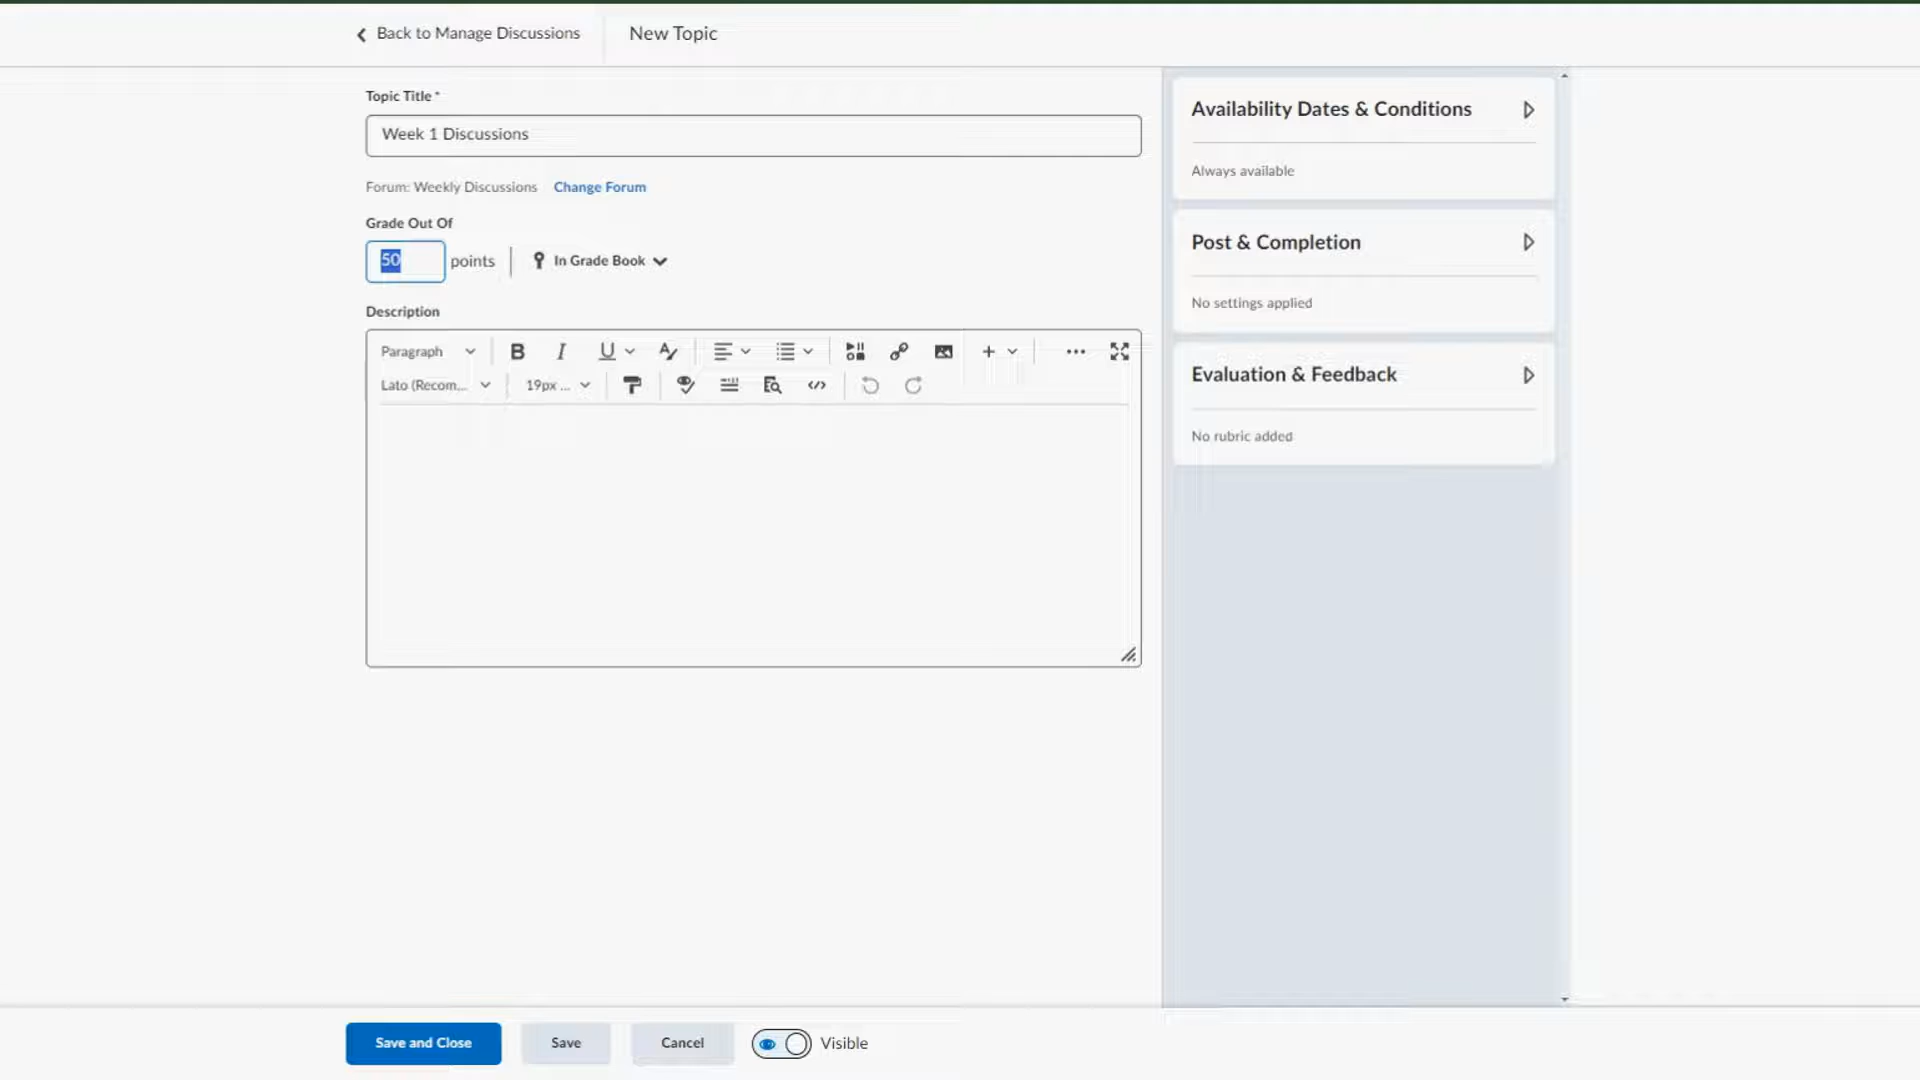 Back to Manage Discussions
New Topic
Topic Title *
Week 1 Discussions
Forum: Weekly Discussions Change Forum
Grade Out Of
50 points In Grade Book
Description
Paragraph
Lato (Recom... 19px ...
Availability Dates & Conditions
Always available
Post & Completion
No settings applied
Evaluation & Feedback
No rubric added
Save and Close Save Cancel Visible